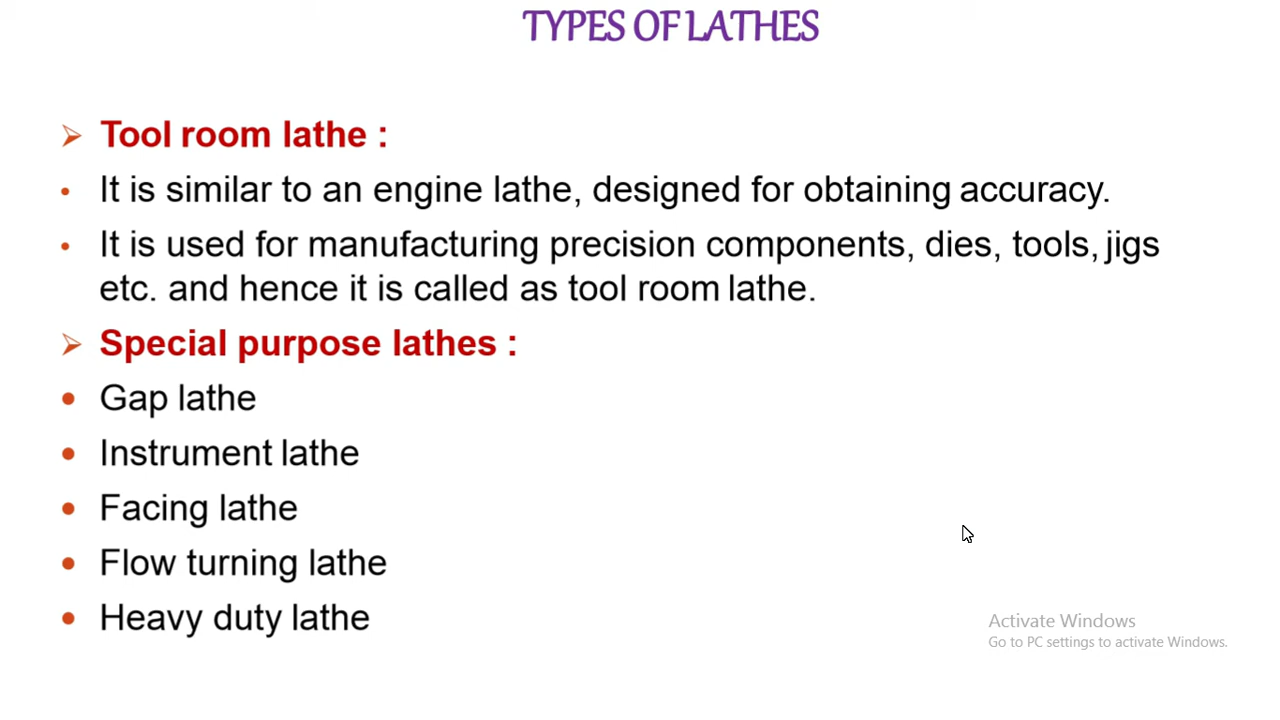 TYPES OF LATHES
➢ Tool room lathe :
• It is similar to an engine lathe, designed for obtaining accuracy.
• It is used for manufacturing precision components, dies, tools, jigs
etc. and hence it is called as tool room lathe.
➢ Special purpose lathes :
• Gap lathe
• Instrument lathe
• Facing lathe
• Flow turning lathe
• Heavy duty lathe
Activate Windows
Go to PC settings to activate Windows.